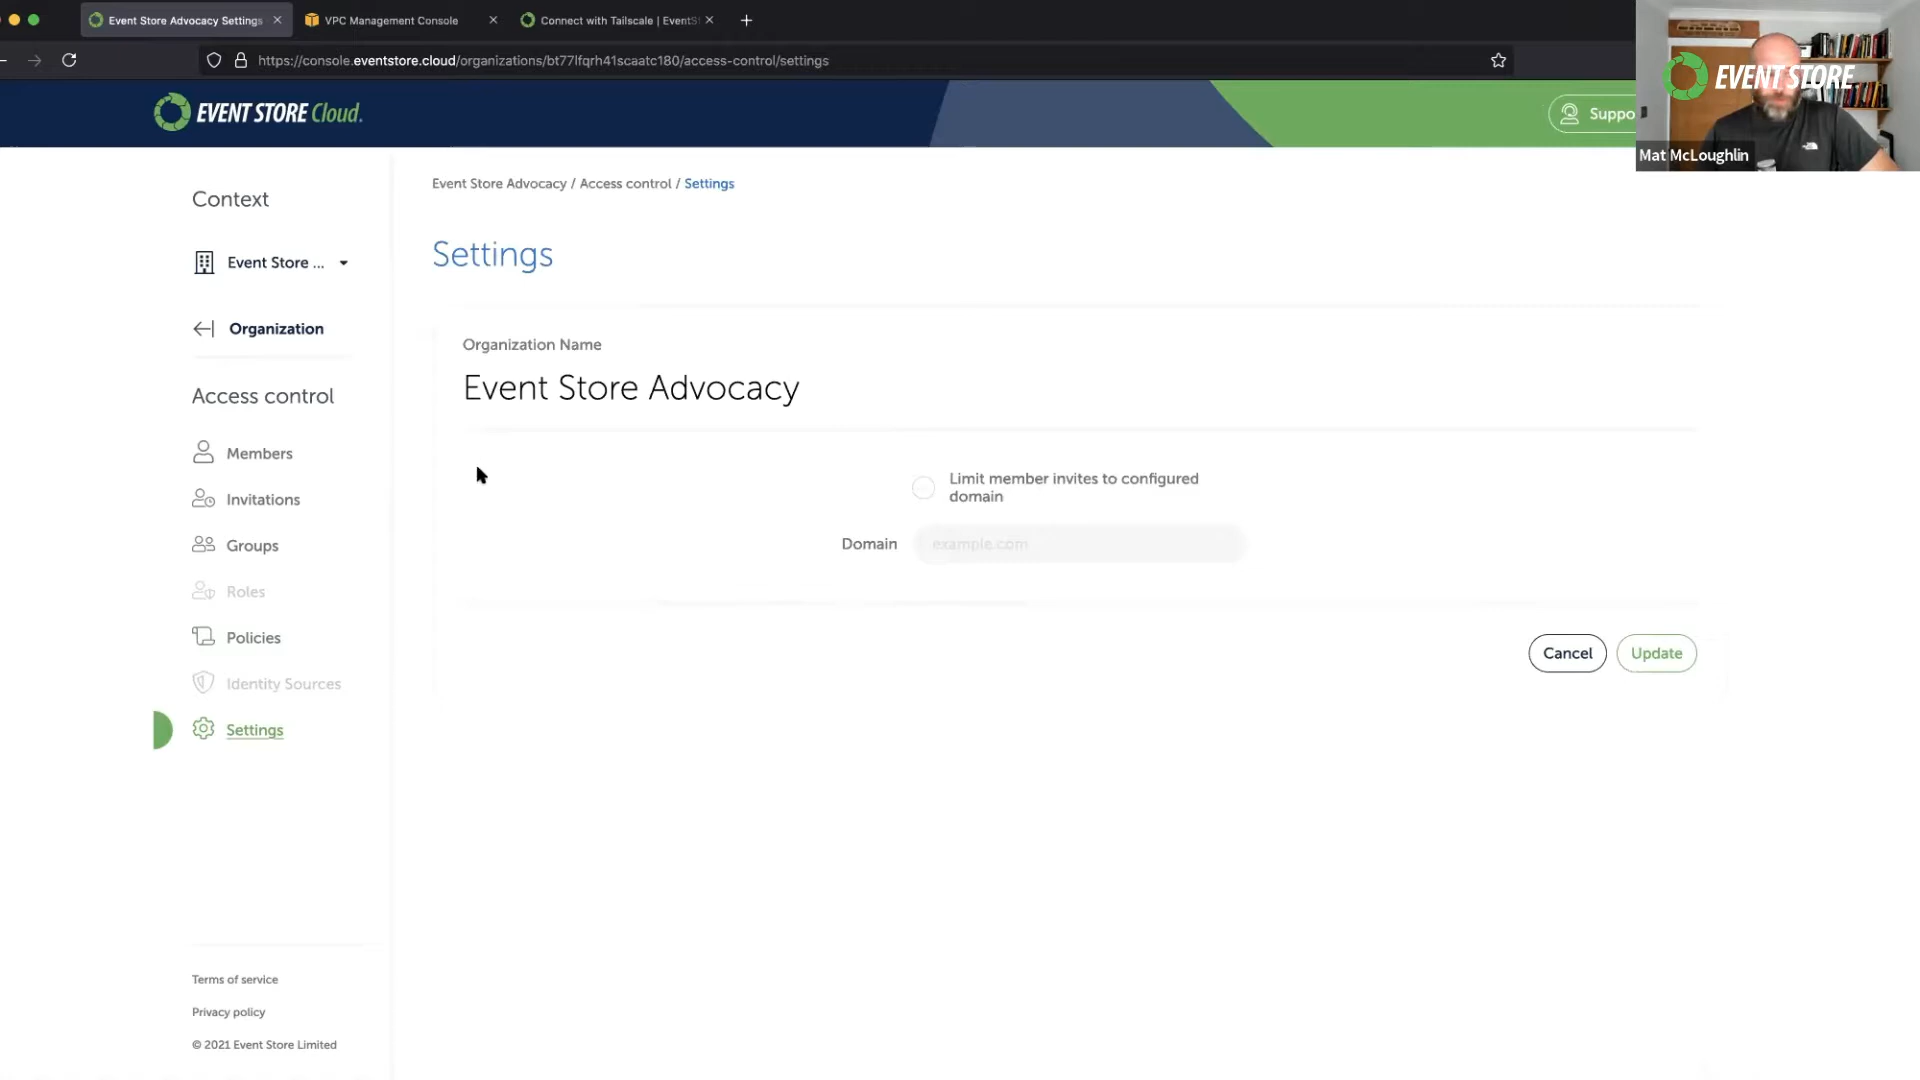 Event Store Advocacy Settings
VPC Management Console
Connect with Tailscale | EventS
https://console.eventstore.cloud/organizations/bt77lfqrh41scaatc180/access-control/settings
EVENT STORE Cloud.
Suppo
EVENT STORE
Mat McLoughlin
Context
Event Store ...
Organization
Access control
Members
Invitations
Groups
Roles
Policies
Identity Sources
Settings
Terms of service
Privacy policy
© 2021 Event Store Limited
Event Store Advocacy / Access control / Settings
Settings
Organization Name
Event Store Advocacy
Limit member invites to configured
domain
Domain
example.com
Cancel
Update